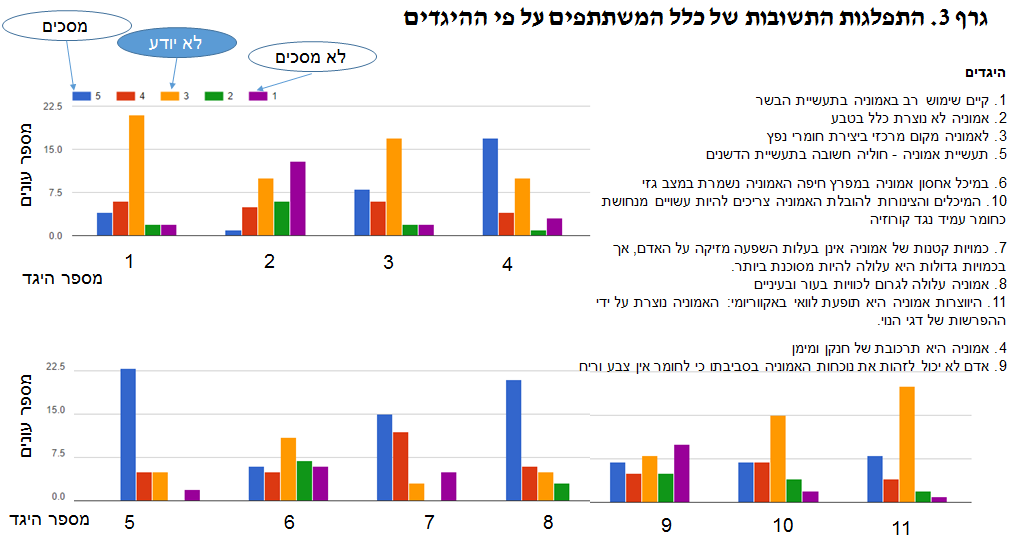 גרף 3. התפלגות התשובות של כלל המשתתפים על פי ההיגדים
מסכים
לא יודע
לא מסכים
5 4 3 2 1
22.5
15.0
7.5
0.0
מספר עונים
1 2 3 4
מספר היגד
היגדים
1. קיים שימוש רב באמוניה בתעשיית הבשר
2. אמוניה לא נוצרת כלל בטבע
3. לאמוניה מקום מרכזי ביצירת חומרי נפץ
5. תעשיית אמוניה - חוליה חשובה בתעשיית הדשנים
6. במיכל אחסון אמוניה במפרץ חיפה האמוניה נשמרת במצב גזי
10. המיכלים והצינורות להובלת האמוניה צריכים להיות עשויים מנחושת
כחומר עמיד נגד קורוזיה
7. כמויות קטנות של אמוניה אינן בעלות השפעה מזיקה על האדם, אך
בכמויות גדולות היא עלולה להיות מסוכנת ביותר.
8. אמוניה עלולה לגרום לכוויות בעור ובעיניים
11. היווצרות אמוניה היא תופעת לוואי באקווריומי: האמוניה נוצרת על ידי
ההפרשות של דגי הנוי.
4. אמוניה היא תרכובת של חנקן ומימן
9. אדם לא יכול לזהות את נוכחות האמוניה בסביבתו כי לחומר אין צבע וריח
22.5
15.0
7.5
0.0
מספר עונים
5 6 7 8 9 10 11
מספר היגד